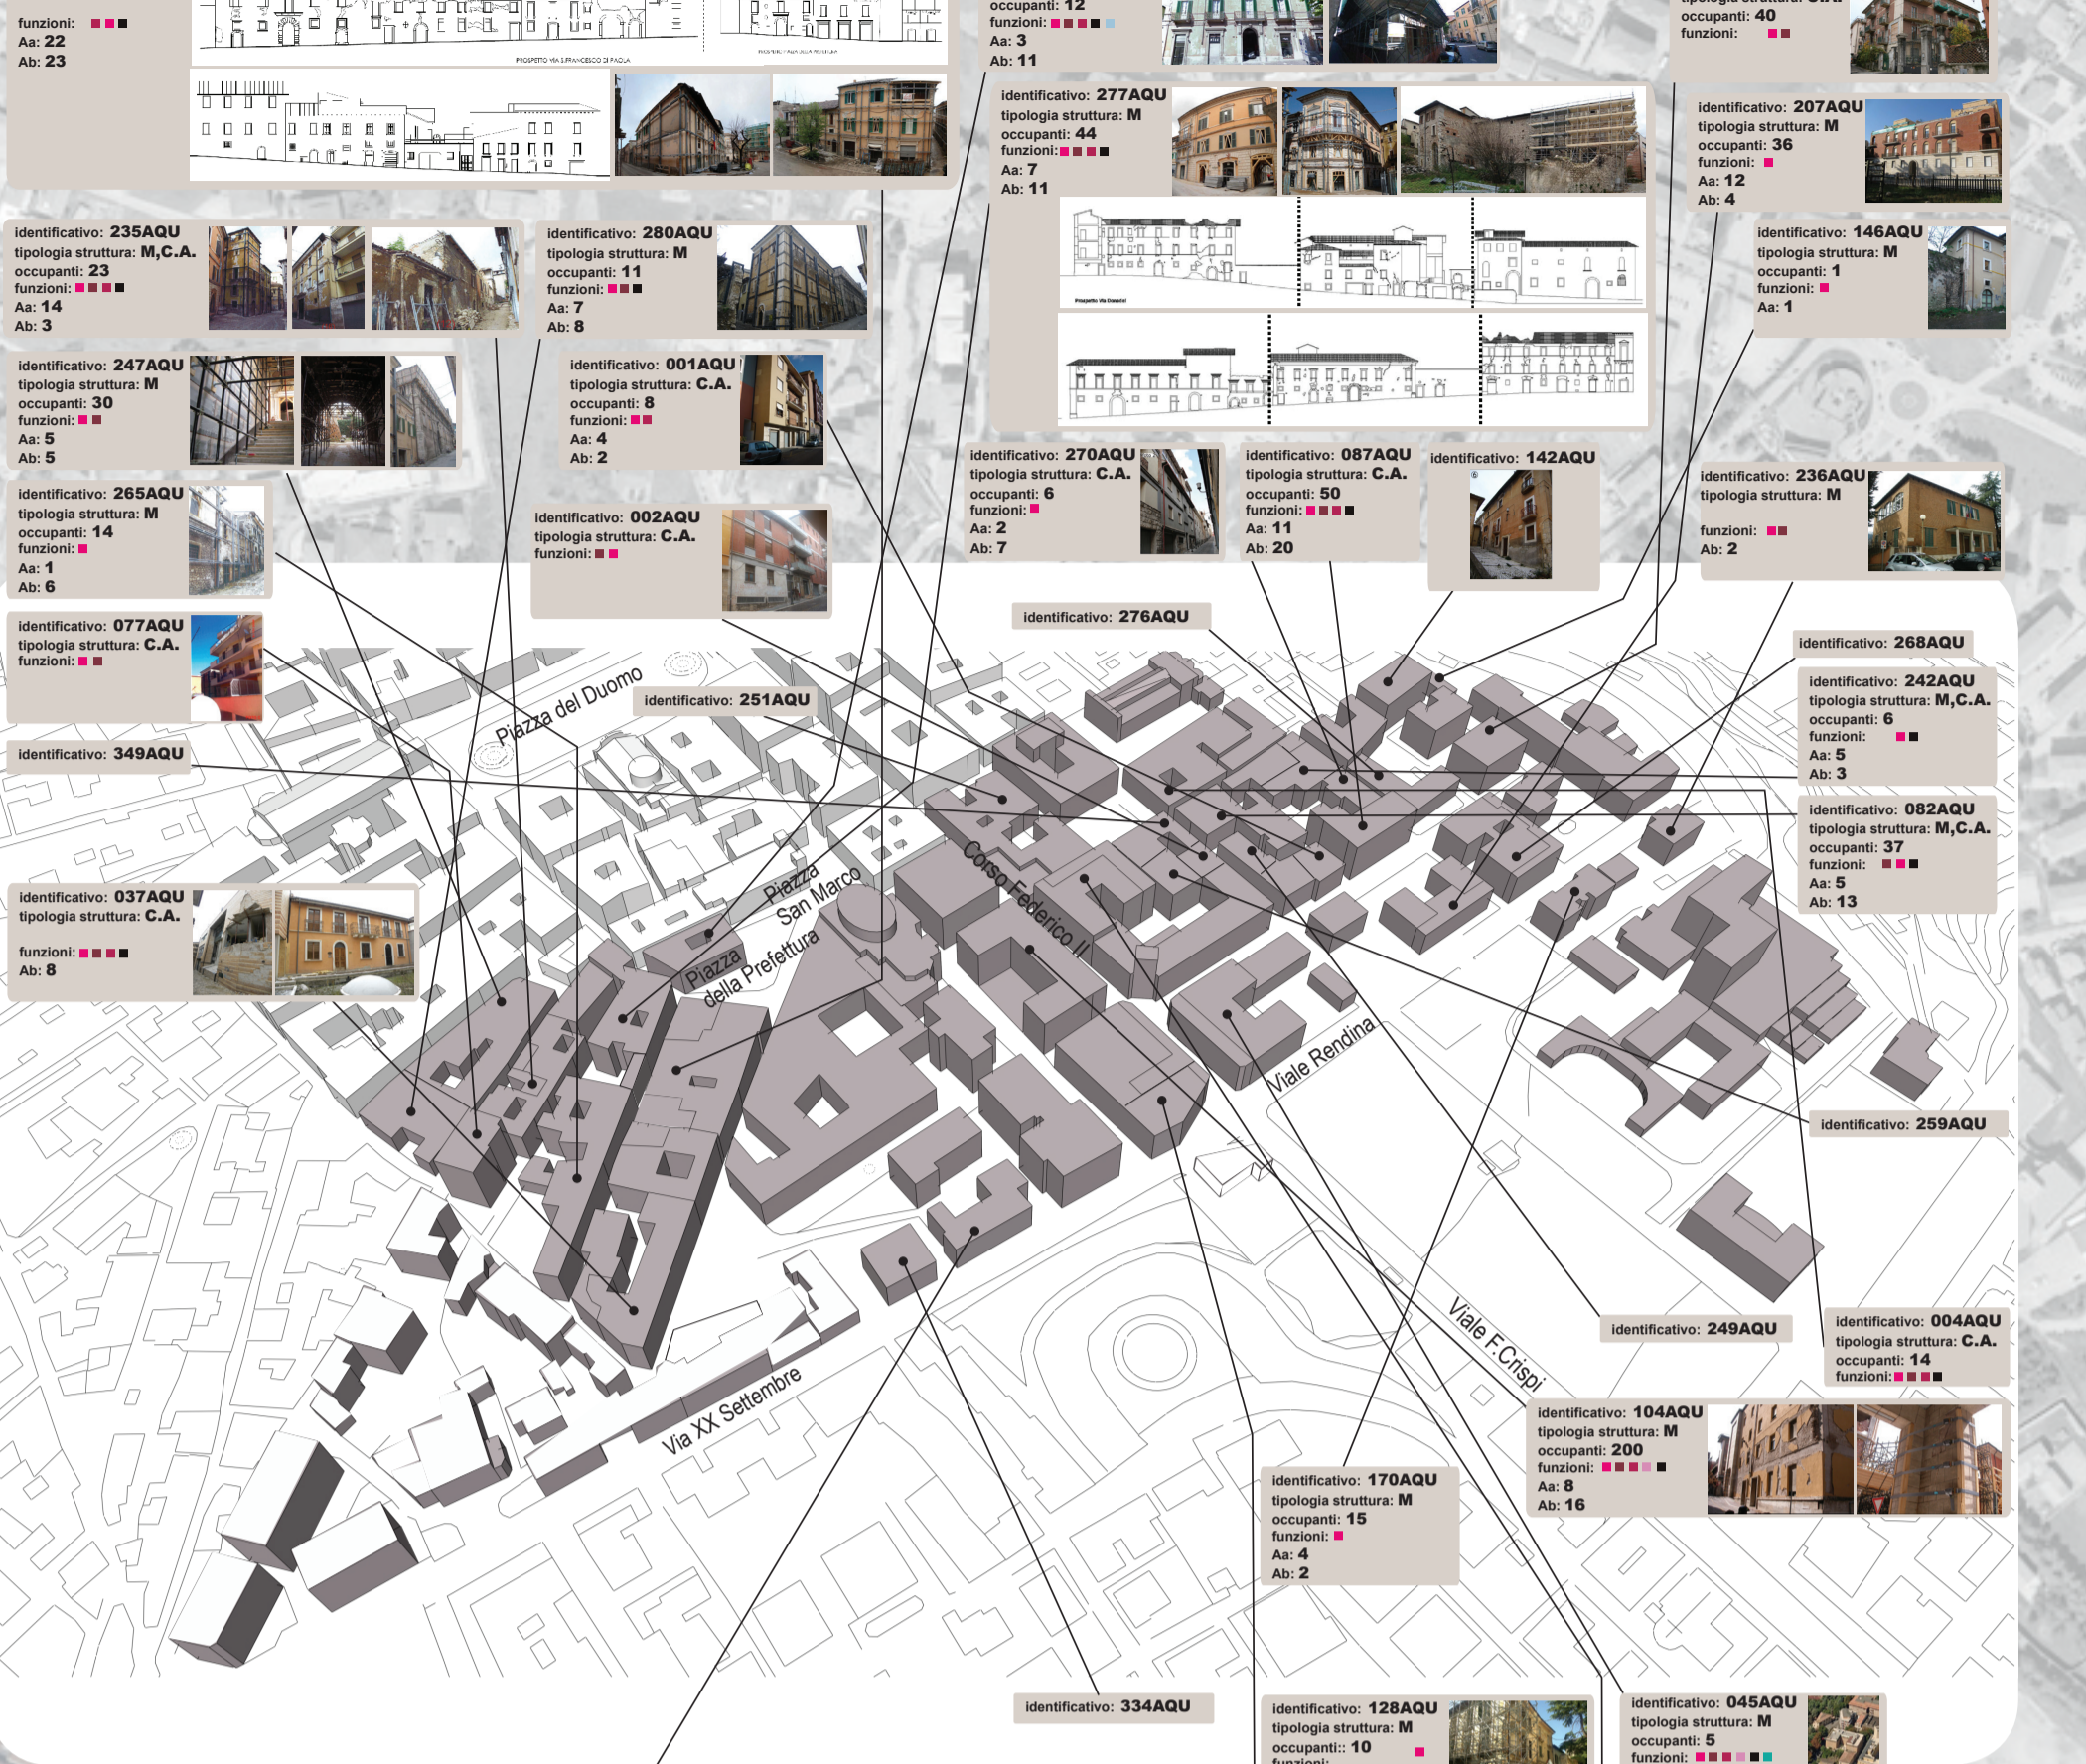 funzioni:
Aa: 22
Ab: 23
PROSPETTO VIA S.FRANCESCO DI PAOLA
occupanti: 12
funzioni:
Aa: 3
Ab: 11
occupanti: 40
funzioni:
identificativo: 277AQU
tipologia struttura: M
occupanti: 44
funzioni:
Aa: 7
Ab: 11
identificativo: 207AQU
tipologia struttura: M
occupanti: 36
funzioni:
Aa: 12
Ab: 4
identificativo: 235AQU
tipologia struttura: M,C.A.
occupanti: 23
funzioni:
Aa: 14
Ab: 3
identificativo: 280AQU
tipologia struttura: M
occupanti: 11
funzioni:
Aa: 7
Ab: 8
identificativo: 146AQU
tipologia struttura: M
occupanti: 1
funzioni:
Aa: 1
identificativo: 247AQU
tipologia struttura: M
occupanti: 30
funzioni:
Aa: 5
Ab: 5
identificativo: 001AQU
tipologia struttura: C.A.
occupanti: 8
funzioni:
Aa: 4
Ab: 2
identificativo: 270AQU
tipologia struttura: C.A.
occupanti: 6
funzioni:
Aa: 2
Ab: 7
identificativo: 087AQU
tipologia struttura: C.A.
occupanti: 50
funzioni:
Aa: 11
Ab: 20
identificativo: 142AQU
identificativo: 236AQU
tipologia struttura: M
funzioni:
Ab: 2
identificativo: 265AQU
tipologia struttura: M
occupanti: 14
funzioni:
Aa: 1
Ab: 6
identificativo: 002AQU
tipologia struttura: C.A.
funzioni:
identificativo: 077AQU
tipologia struttura: C.A.
funzioni:
identificativo: 276AQU
identificativo: 268AQU
identificativo: 251AQU
identificativo: 242AQU
tipologia struttura: M,C.A.
occupanti: 6
funzioni:
Aa: 5
Ab: 3
identificativo: 349AQU
identificativo: 082AQU
tipologia struttura: M,C.A.
occupanti: 37
funzioni:
Aa: 5
Ab: 13
identificativo: 037AQU
tipologia struttura: C.A.
funzioni:
Ab: 8
Piazza del Duomo
Piazza
San Marco
Piazza
della Prefettura
Corso Federico II
Viale Rendina
identificativo: 259AQU
identificativo: 249AQU
identificativo: 004AQU
tipologia struttura: C.A.
occupanti: 14
funzioni:
Viale F.Crispi
Via XX Settembre
identificativo: 104AQU
tipologia struttura: M
occupanti: 200
funzioni:
Aa: 8
Ab: 16
identificativo: 170AQU
tipologia struttura: M
occupanti: 15
funzioni:
Aa: 4
Ab: 2
identificativo: 334AQU
identificativo: 128AQU
tipologia struttura: M
occupanti:: 10
funzioni:
identificativo: 045AQU
tipologia struttura: M
occupanti: 5
funzioni: